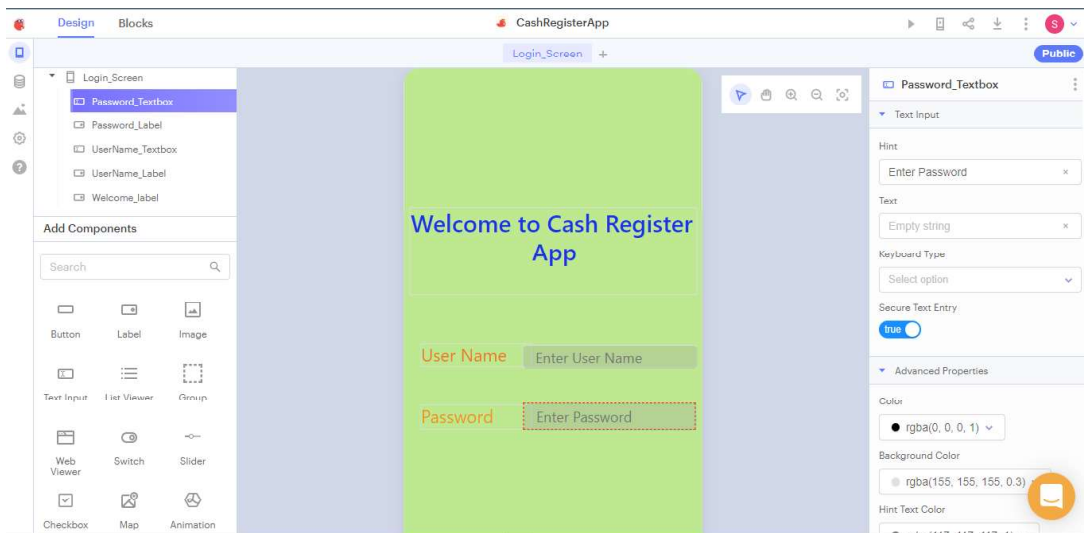 Design Blocks CashRegisterApp S
Login_Screen + Public
Login_Screen
Password_Textbox
Password_Label
UserName_Textbox
UserName_Label
Welcome_label
Add Components
Search
Button Label Image
Text Input List Viewer Group
Web Viewer Switch Slider
Checkbox Map Animation
Welcome to Cash Register
App
User Name Enter User Name
Password Enter Password
Password_Textbox
Text Input
Hint
Enter Password ×
Text
Empty string ×
Keyboard Type
Select option
Secure Text Entry
true
Advanced Properties
Color
rgba(0, 0, 0, 1)
Background Color
rgba(155, 155, 155, 0.3)
Hint Text Color